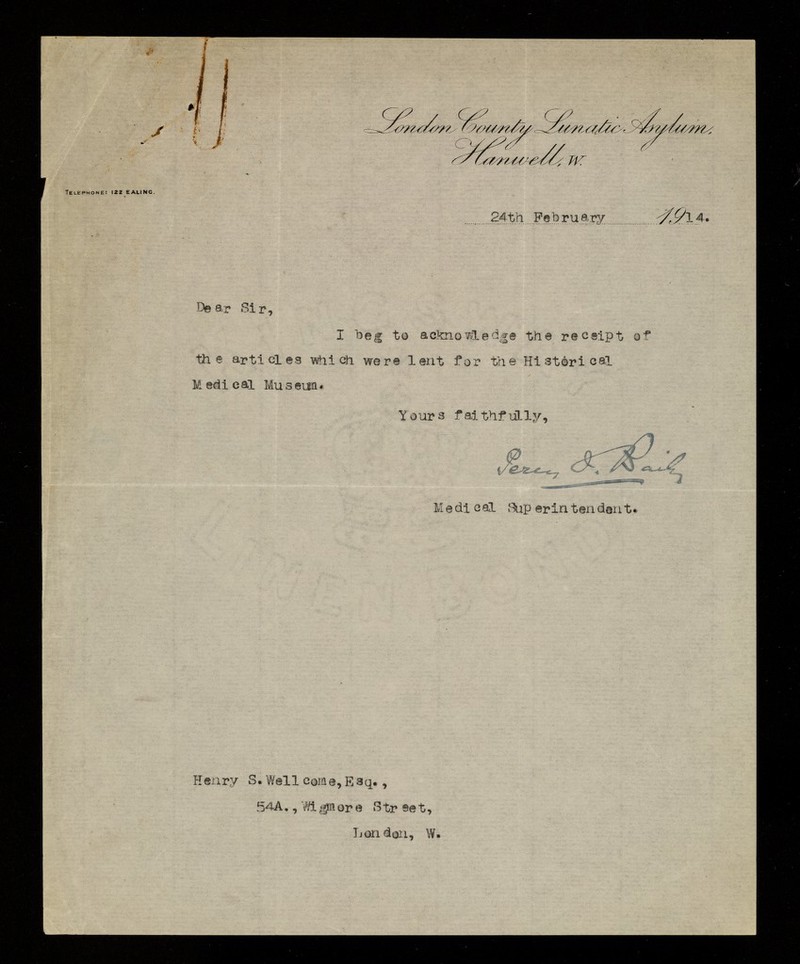 London County Lunatic Asylum,
Hanwell, W.
TELEPHONE: 122 EALING.
24th February 1914.
Dear Sir,
I beg to acknowledge the receipt of
the articles which were lent for the Historical
Medical Museum.
Yours faithfully,
Percy J. Baily
Medical Superintendent.
LINEN BOND
Henry S. Wellcome, Esq.,
54A., Wigmore Street,
London, W.